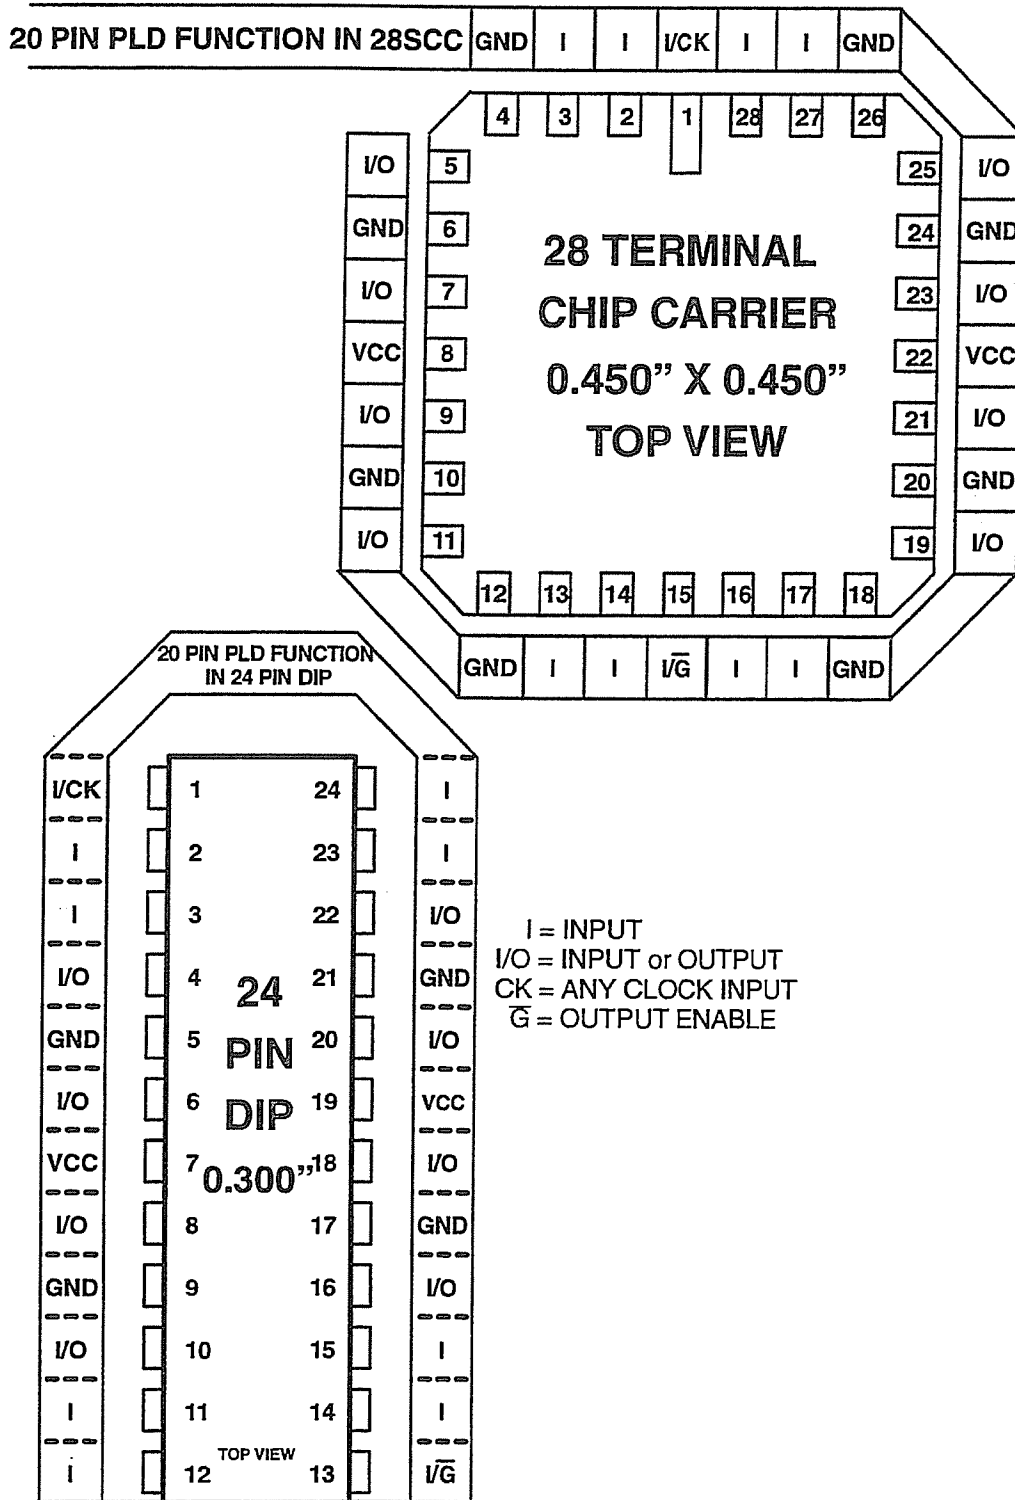 20 PIN PLD FUNCTION IN 28SCC GND I I I/CK I I GND
4 3 2 1 28 27 26
I/O 5 25 I/O
GND 6 24 GND
I/O 7 23 I/O
VCC 8 22 VCC
I/O 9 21 I/O
GND 10 20 GND
I/O 11 19 I/O
28 TERMINAL
CHIP CARRIER
0.450" X 0.450"
TOP VIEW
12 13 14 15 16 17 18
GND I I I/G̅ I I GND
20 PIN PLD FUNCTION
IN 24 PIN DIP
I/CK 1 24 I
I 2 23 I
I 3 22 I/O
I/O 4 21 GND
GND 5 20 I/O
I/O 6 19 VCC
VCC 7 18 I/O
I/O 8 17 GND
GND 9 16 I/O
I/O 10 15 I
I 11 14 I
I 12 13 I/G̅
24
PIN
DIP
0.300"
TOP VIEW
I = INPUT
I/O = INPUT or OUTPUT
CK = ANY CLOCK INPUT
G̅ = OUTPUT ENABLE